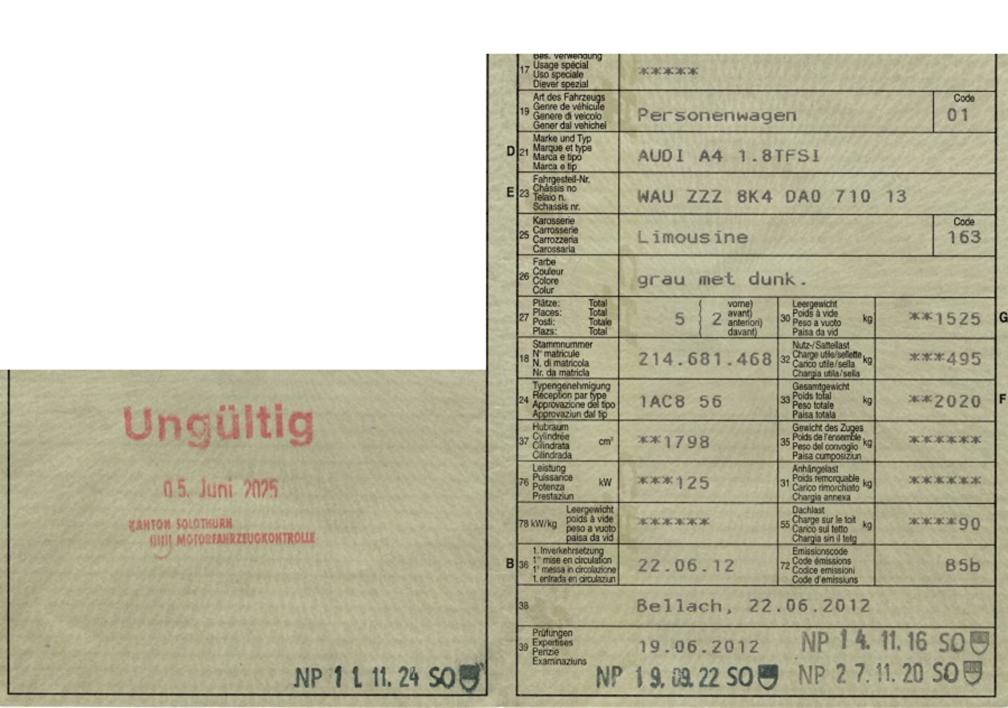 Bes. Verwendung
17 Usage spécial
Uso speciale
Diever spezial
*****
19 Art des Fahrzeugs
Genre de véhicule
Genere di veicolo
Gener dal vehichel
Personenwagen
Code
01
D 21 Marke und Typ
Marque et type
Marca e tipo
Marca e tip
AUDI A4 1.8TFSI
E 23 Fahrgestell-Nr.
Châssis no
Telaio n.
Schassis nr.
WAU ZZZ 8K4 DA0 710 13
25 Karosserie
Carrosserie
Carrozzeria
Carossaria
Limousine
Code
163
26 Farbe
Couleur
Colore
Colur
grau met dunk.
27 Plätze: Total
Places: Total
Posti: Totale
Plazs: Total
5 ( 2 vorne)
( avant)
( anteriori)
( davant)
30 Leergewicht
Poids à vide
Peso a vuoto
Paisa da vid
kg
**1525 G
18 Stammnummer
N° matricule
N. di matricola
Nr. da matricla
214.681.468
32 Nutz-/Sattellast
Charge utile/sellette
Carico utile/sella
Chargia utila/sella
kg
***495
24 Typengenehmigung
Réception par type
Approvazione del tipo
Approvaziun dal tip
1AC8 56
33 Gesamtgewicht
Poids total
Peso totale
Paisa totala
kg
**2020 F
37 Hubraum
Cylindrée
Cilindrata
Cilindrada
cm³
**1798
35 Gewicht des Zuges
Poids de l'ensemble
Peso del convoglio
Paisa cumposiziun
kg
******
76 Leistung
Puissance
Potenza
Prestaziun
kW
***125
31 Anhängelast
Poids remorquable
Carico rimorchiato
Chargia annexa
kg
******
78 kW/kg
Leergewicht
poids à vide
peso a vuoto
paisa da vid
******
55 Dachlast
Charge sur le toit
Carico sul tetto
Chargia sin il tetg
kg
****90
B 36 1. Inverkehrsetzung
1re mise en circulation
1a messa in circolazione
1. entrada en circulaziun
22.06.12
72 Emissionscode
Code émissions
Codice emissioni
Code d'emissiuns
B5b
38 Bellach, 22.06.2012
39 Prüfungen
Expertises
Perizie
Examinaziuns
19.06.2012 NP 14.11.16 SO
NP 19.09.22 SO NP 27.11.20 SO
Ungültig
05. Juni 2025
KANTON SOLOTHURN
MOTORFAHRZEUGKONTROLLE
NP 11.11.24 SO